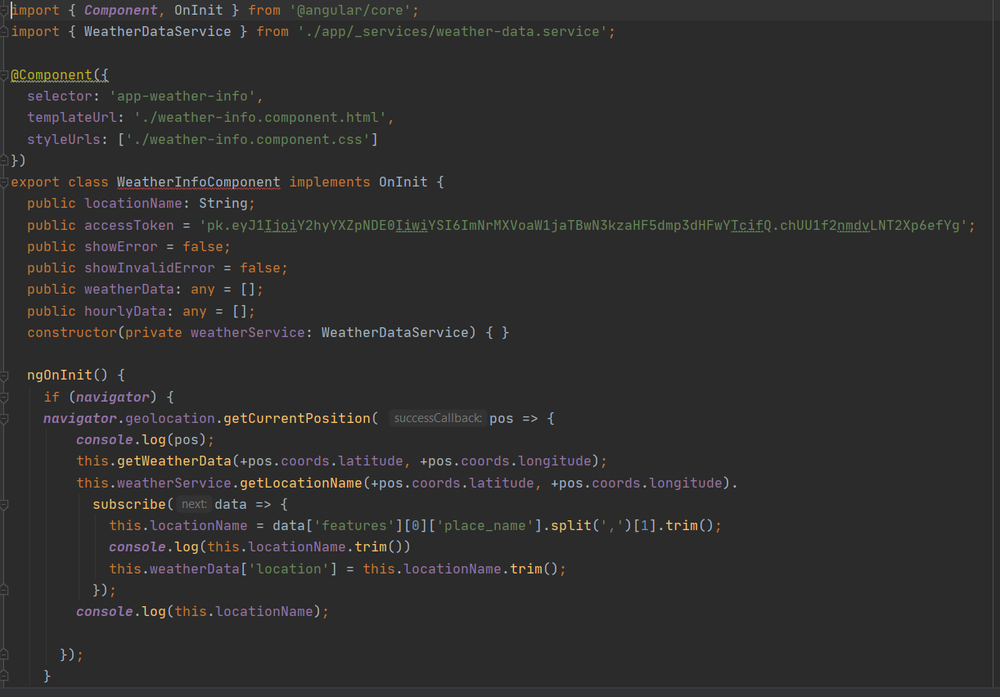 import { Component, OnInit } from '@angular/core';
import { WeatherDataService } from './app/_services/weather-data.service';

@Component({
  selector: 'app-weather-info',
  templateUrl: './weather-info.component.html',
  styleUrls: ['./weather-info.component.css']
})
export class WeatherInfoComponent implements OnInit {
  public locationName: String;
  public accessToken = 'pk.eyJ1IjoiY2hyYXZpNDE0IiwiYSI6ImNrMXVoaW1jaTBwN3kzaHF5dmp3dHFwYTcifQ.chUU1f2nmdvLNT2Xp6efYg';
  public showError = false;
  public showInvalidError = false;
  public weatherData: any = [];
  public hourlyData: any = [];
  constructor(private weatherService: WeatherDataService) { }

  ngOnInit() {
    if (navigator) {
    navigator.geolocation.getCurrentPosition( successCallback: pos => {
        console.log(pos);
        this.getWeatherData(+pos.coords.latitude, +pos.coords.longitude);
        this.weatherService.getLocationName(+pos.coords.latitude, +pos.coords.longitude).
          subscribe( next: data => {
            this.locationName = data['features'][0]['place_name'].split(',')[1].trim();
            console.log(this.locationName.trim())
            this.weatherData['location'] = this.locationName.trim();
          });
        console.log(this.locationName);

      });
    }